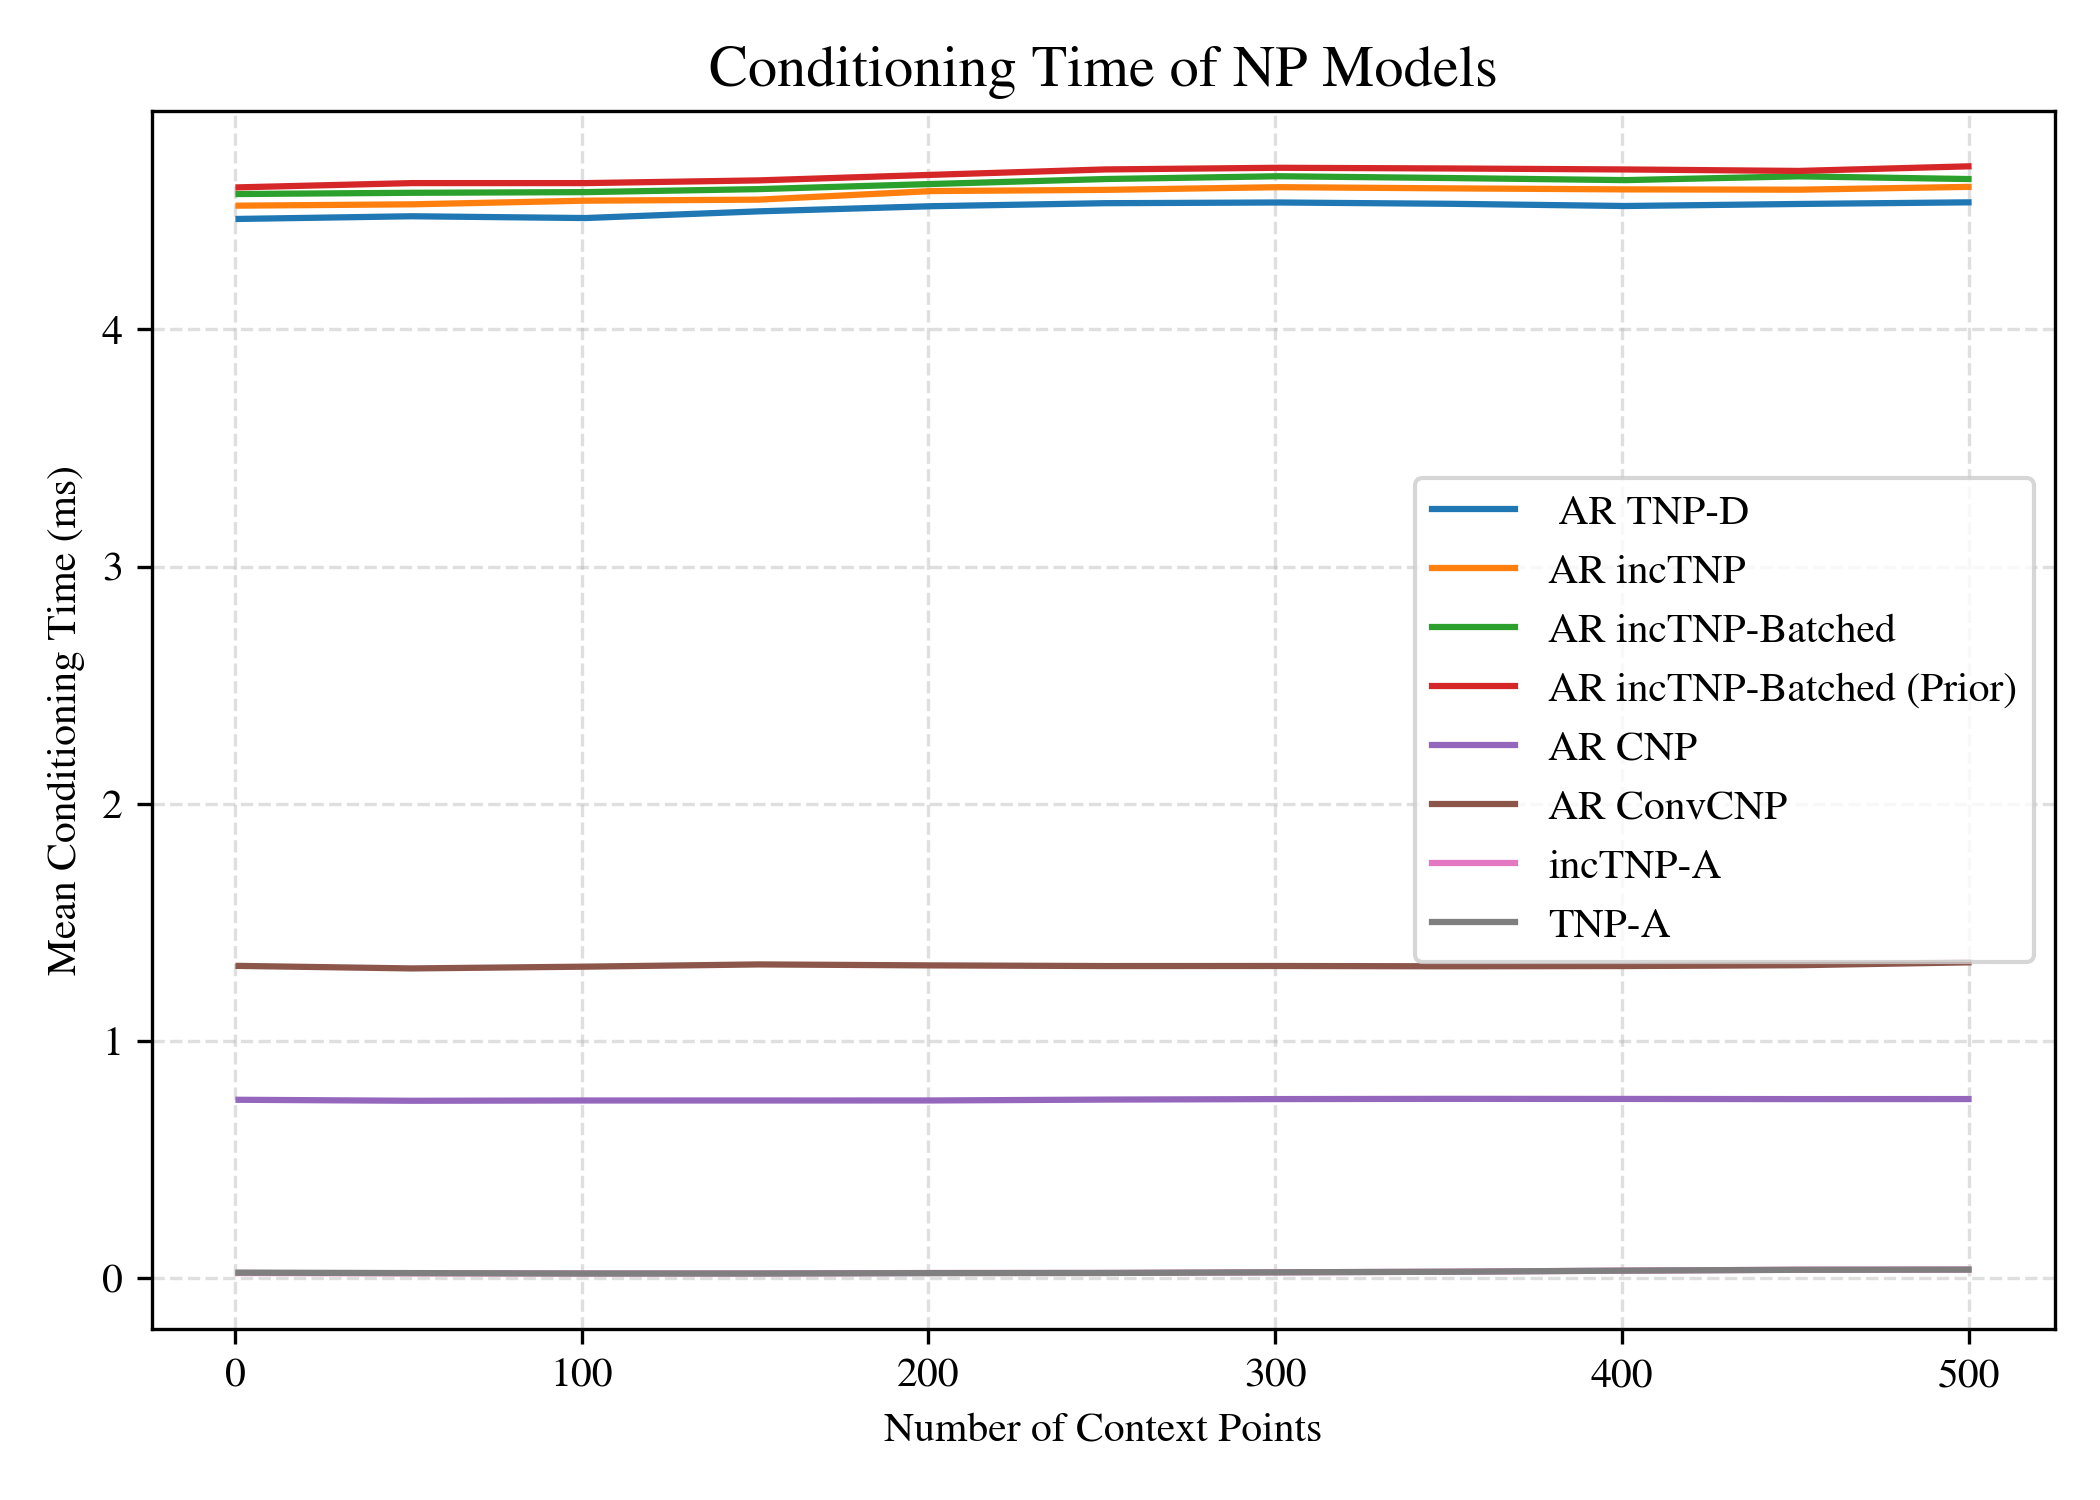 Conditioning Time of NP Models
Mean Conditioning Time (ms)
4
3
2
1
0
AR TNP-D
AR incTNP
AR incTNP-Batched
AR incTNP-Batched (Prior)
AR CNP
AR ConvCNP
incTNP-A
TNP-A
0 100 200 300 400 500
Number of Context Points